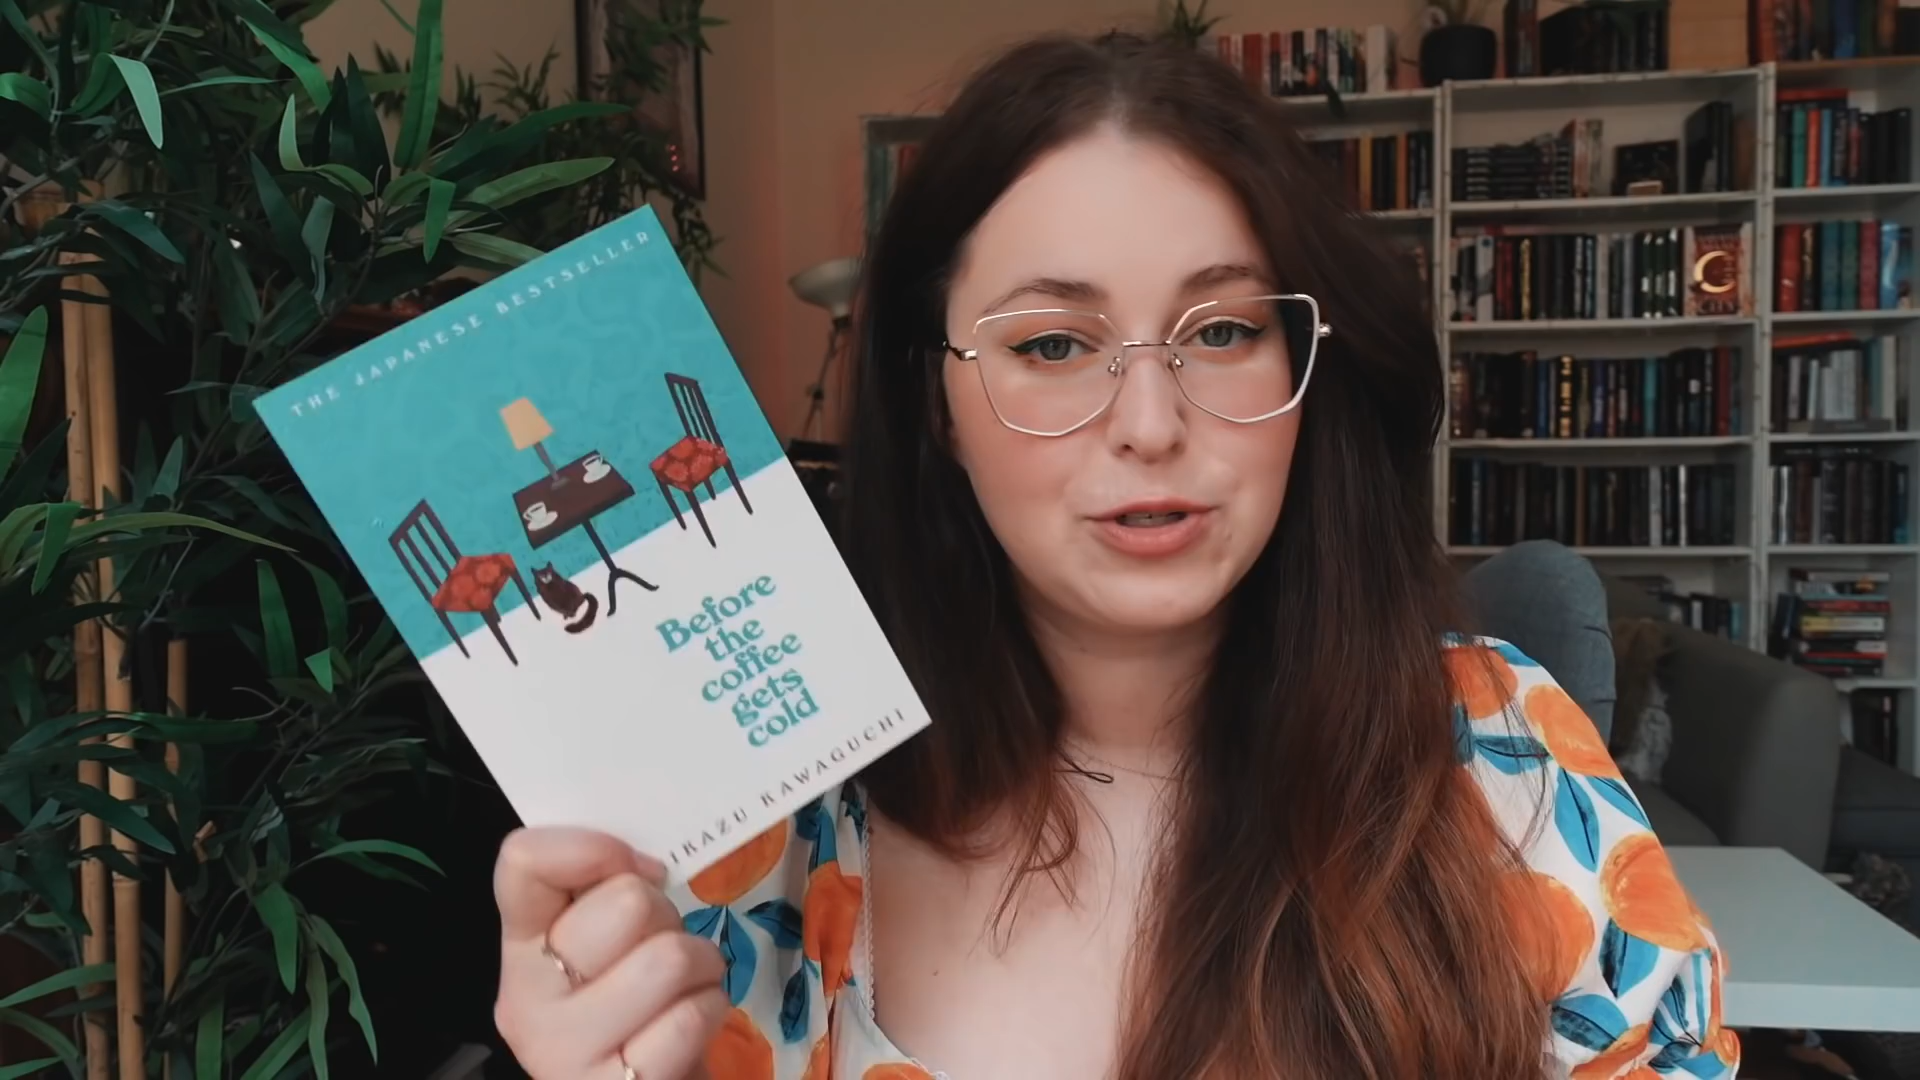 THE JAPANESE BESTSELLER
Before
the
coffee
gets
cold
KAWAGUCHI